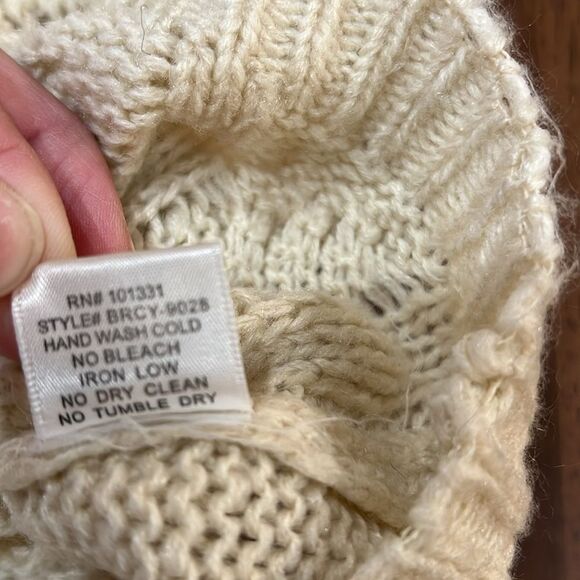 RN# 101331
STYLE# BRCY-9028
HAND WASH COLD
NO BLEACH
IRON LOW
NO DRY CLEAN
NO TUMBLE DRY